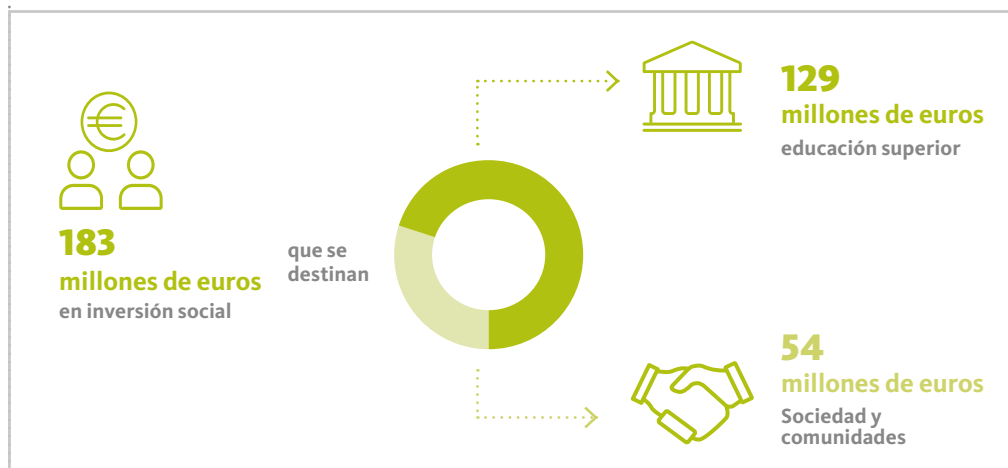 183
millones de euros
en inversión social
que se
destinan
129
millones de euros
educación superior
54
millones de euros
Sociedad y
comunidades